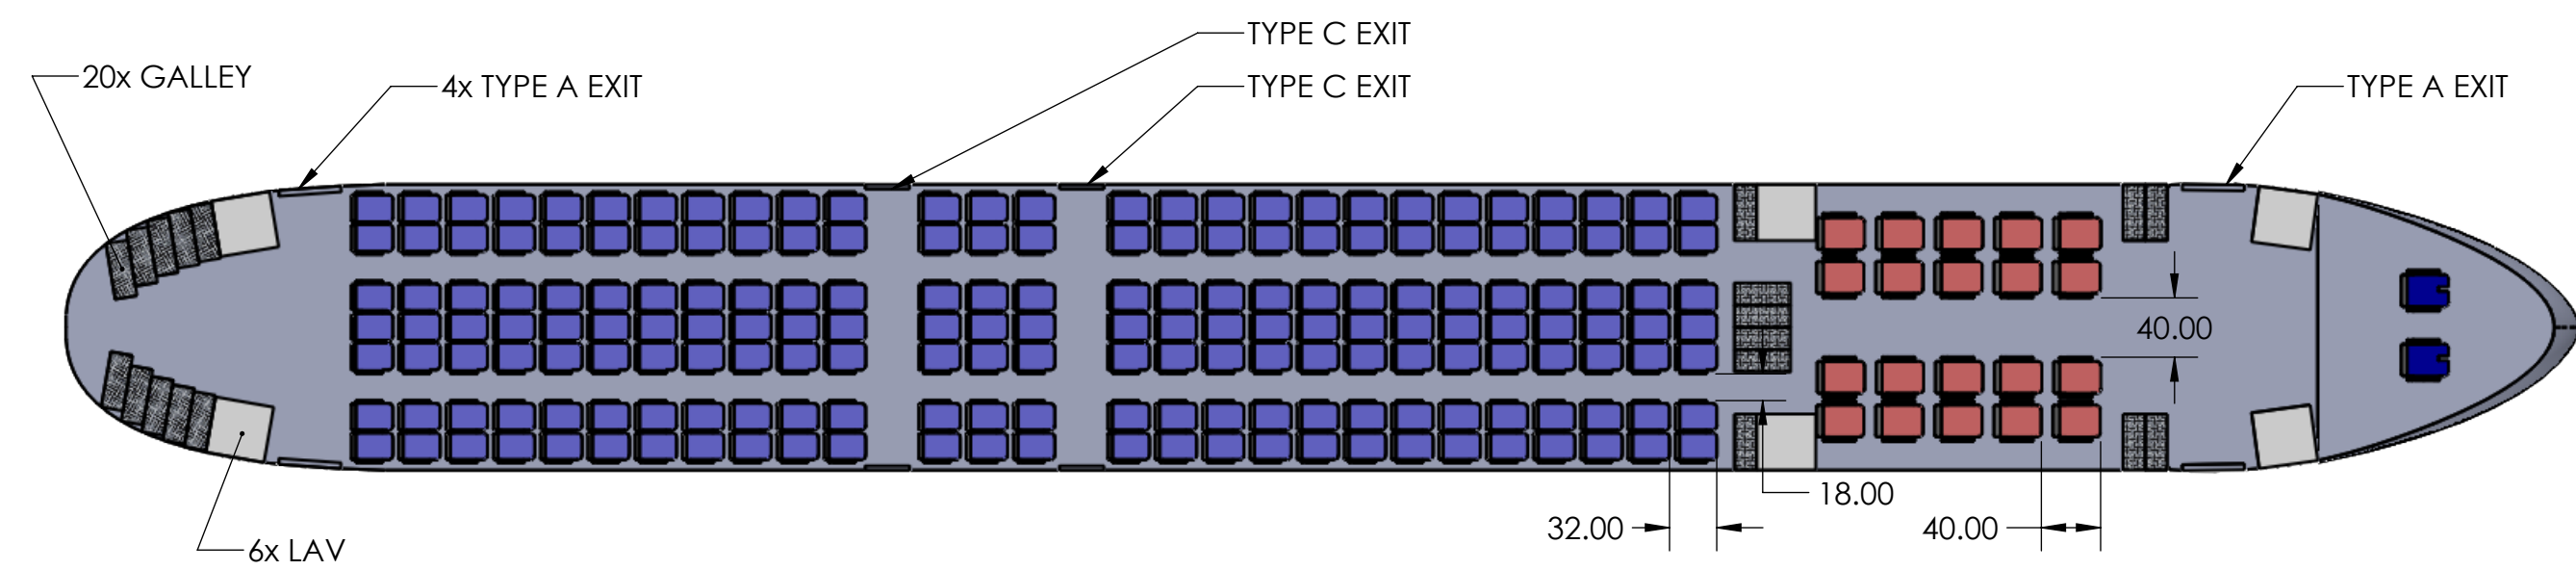 TYPE C EXIT
20x GALLEY
4x TYPE A EXIT
TYPE C EXIT
TYPE A EXIT
40.00
18.00
32.00
40.00
6x LAV